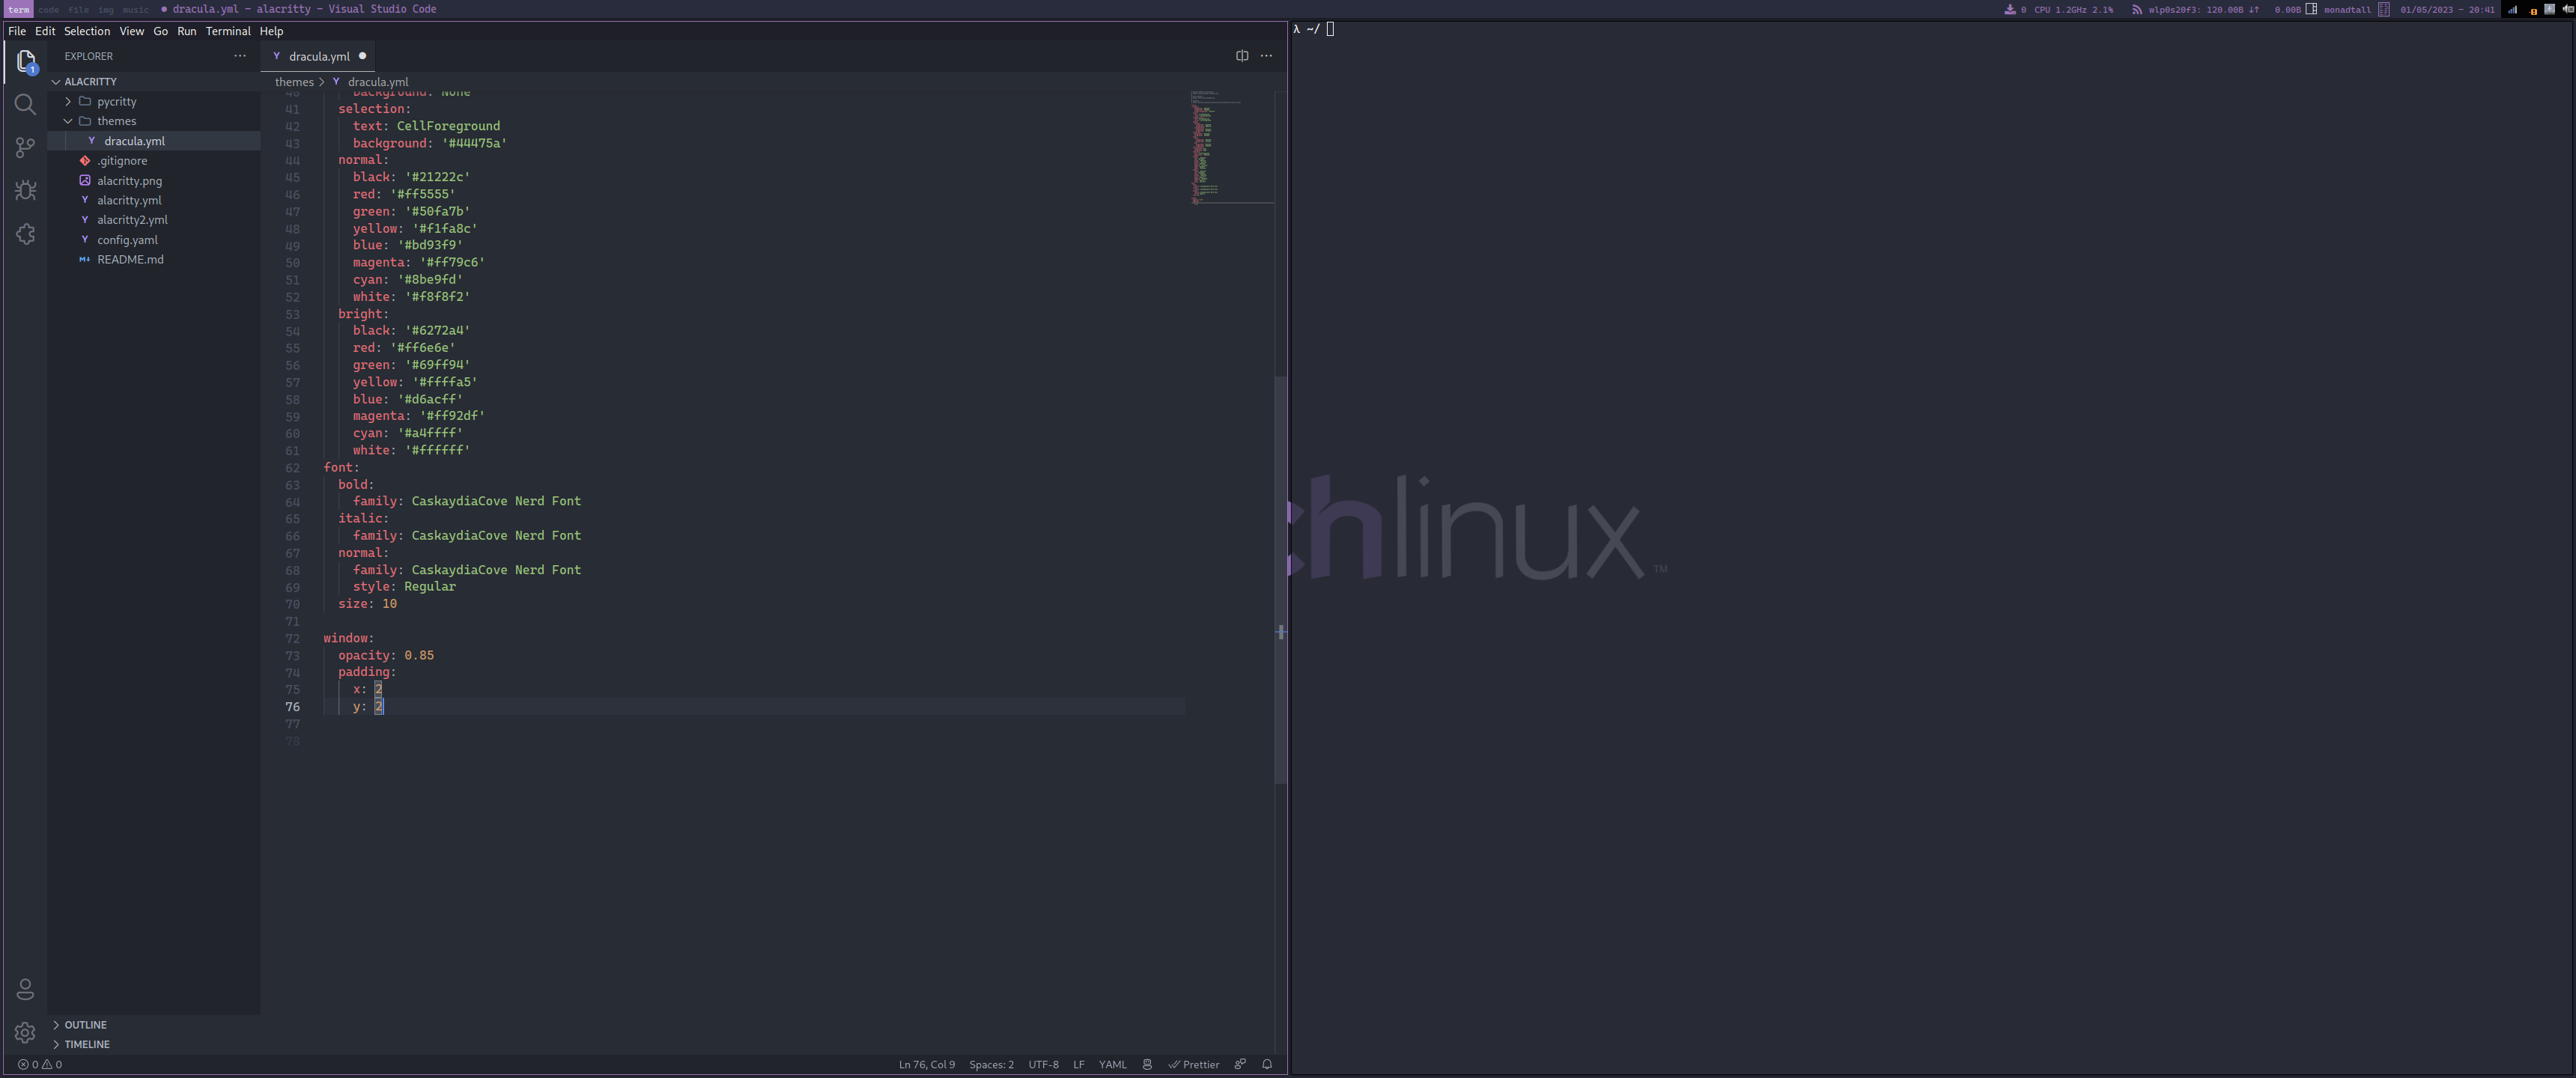 term code file img music ● dracula.yml - alacritty - Visual Studio Code
0 CPU 1.2GHz 2.1% wlp0s20f3: 120.00B ↓↑ 0.00B monadtall 01/05/2023 - 20:41
File Edit Selection View Go Run Terminal Help
λ ~/
EXPLORER ···
dracula.yml
ALACRITTY
themes > dracula.yml
pycritty
themes
dracula.yml
.gitignore
alacritty.png
alacritty.yml
alacritty2.yml
config.yaml
README.md
1
40 background: None
41 selection:
42 text: CellForeground
43 background: '#44475a'
44 normal:
45 black: '#21222c'
46 red: '#ff5555'
47 green: '#50fa7b'
48 yellow: '#f1fa8c'
49 blue: '#bd93f9'
50 magenta: '#ff79c6'
51 cyan: '#8be9fd'
52 white: '#f8f8f2'
53 bright:
54 black: '#6272a4'
55 red: '#ff6e6e'
56 green: '#69ff94'
57 yellow: '#ffffa5'
58 blue: '#d6acff'
59 magenta: '#ff92df'
60 cyan: '#a4ffff'
61 white: '#ffffff'
62 font:
63 bold:
64 family: CaskaydiaCove Nerd Font
65 italic:
66 family: CaskaydiaCove Nerd Font
67 normal:
68 family: CaskaydiaCove Nerd Font
69 style: Regular
70 size: 10
71
72 window:
73 opacity: 0.85
74 padding:
75 x: 2
76 y: 2
77
78
chlinux ™
OUTLINE
TIMELINE
0 0
Ln 76, Col 9 Spaces: 2 UTF-8 LF YAML Prettier